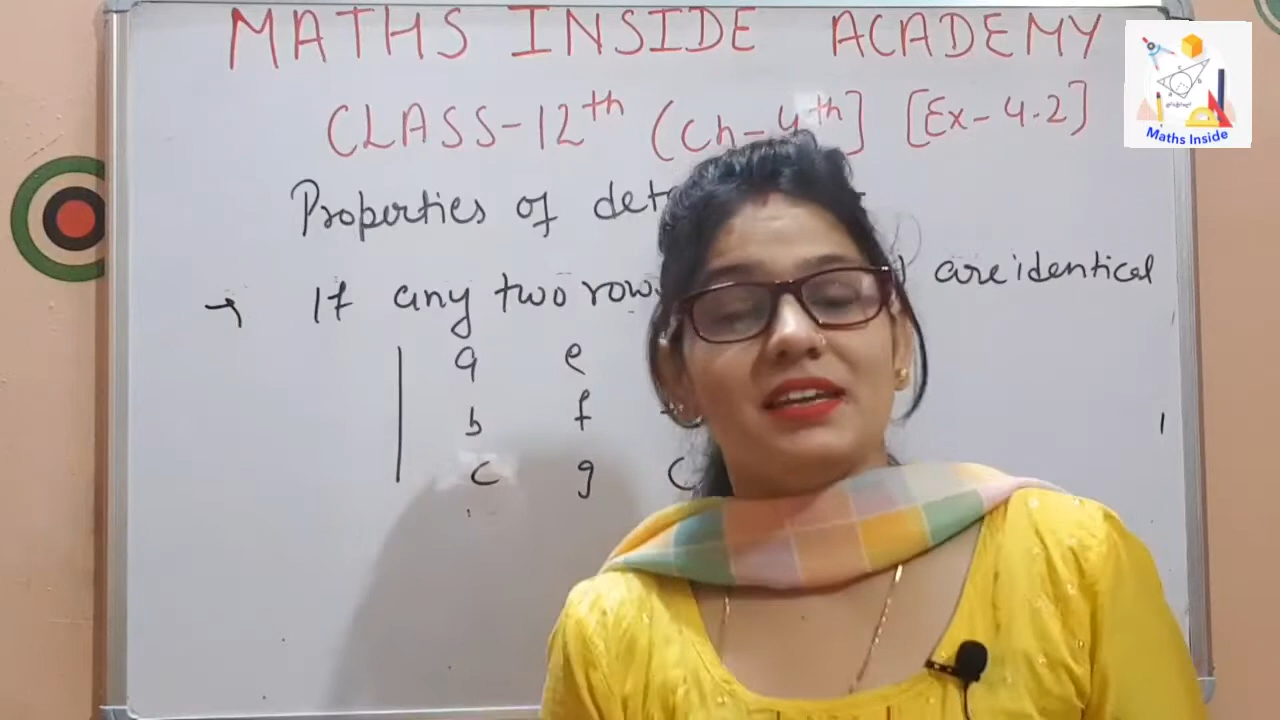 MATHS INSIDE ACADEMY
CLASS-12th (Ch-4th] [Ex-4.2]
Maths Inside
Properties of det
→ If any two row are identical
a e
b f
c g c